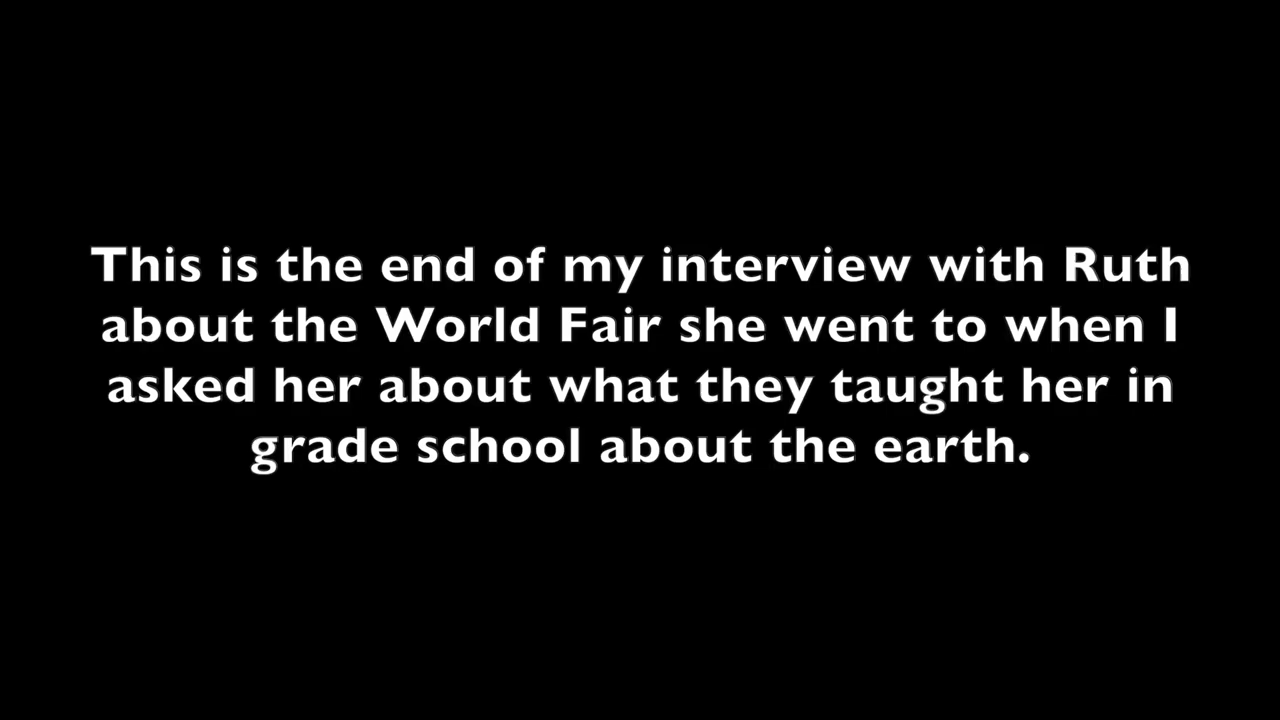 This is the end of my interview with Ruth
about the World Fair she went to when I
asked her about what they taught her in
grade school about the earth.